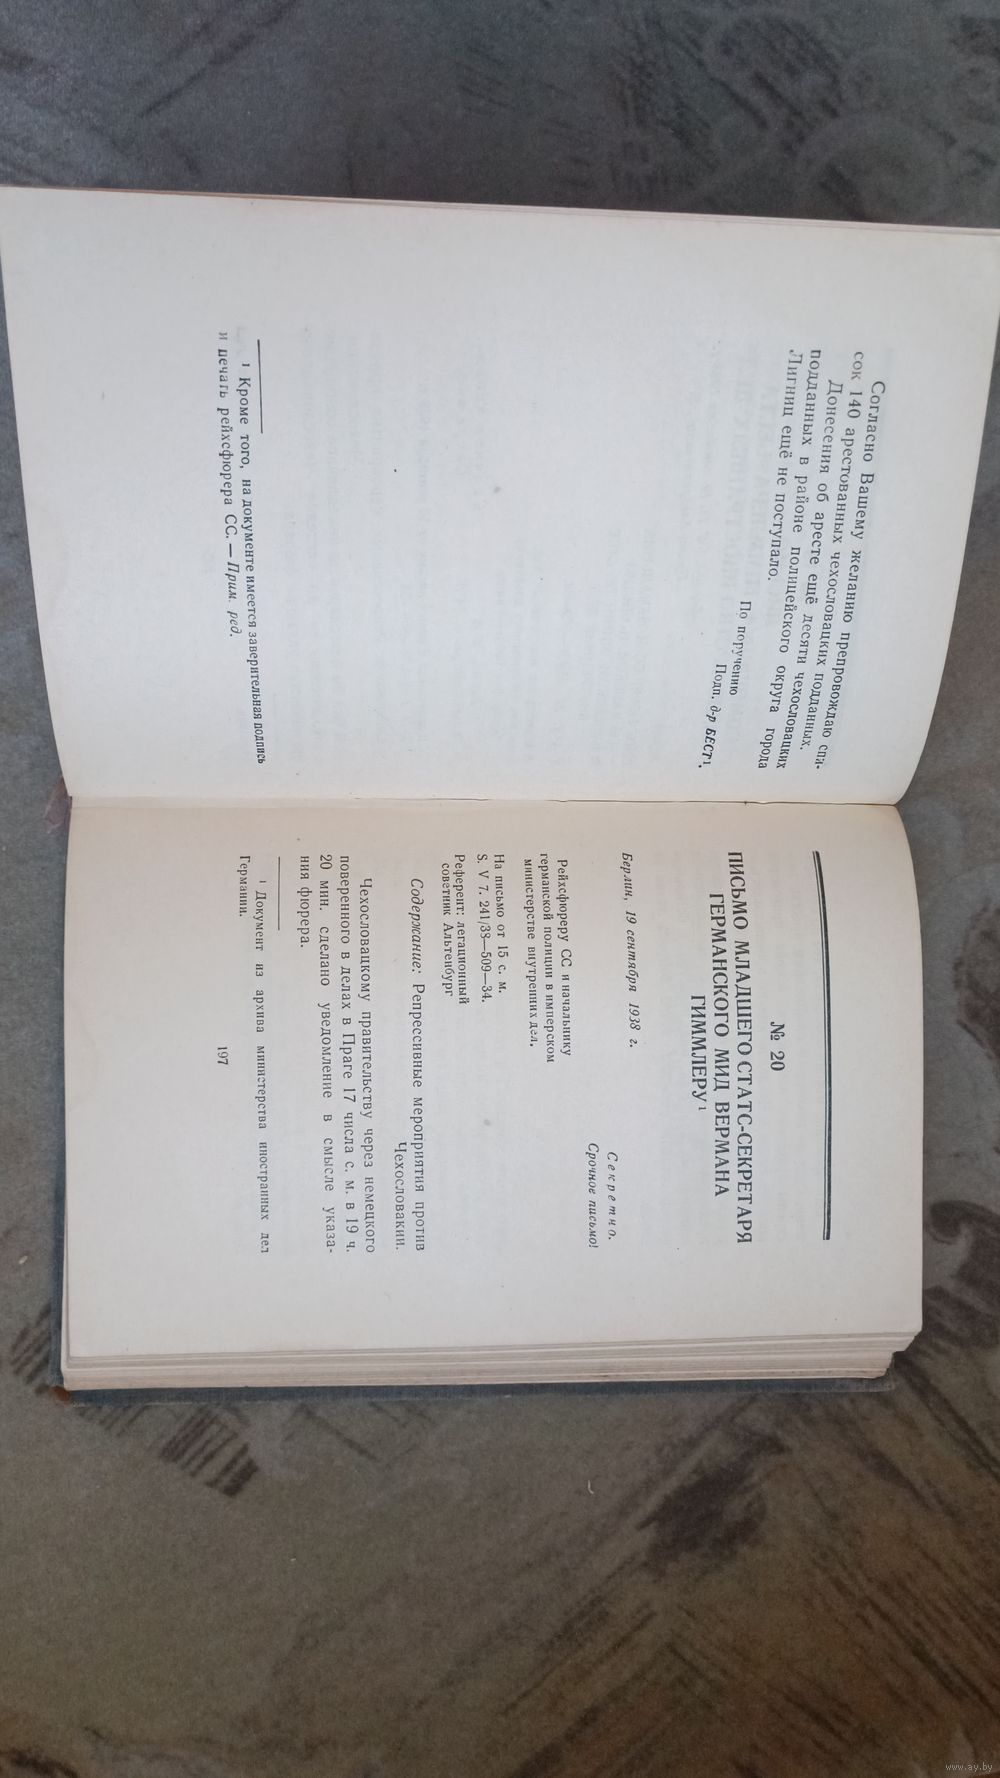 Согласно Вашему желанию препровождаю спи-
сок 140 арестованных чехословацких подданных.
Донесения об аресте ещё десяти чехословацких
подданных в районе полицейского округа города
Лигниц ещё не поступало.
По поручению
Подп. д-р БЕСТ¹.
¹ Кроме того, на документе имеется заверительная подпись
и печать рейхсфюрера СС. — Прим. ред.
№ 20
ПИСЬМО МЛАДШЕГО СТАТС-СЕКРЕТАРЯ
ГЕРМАНСКОГО МИД ВЕРМАНА
ГИММЛЕРУ¹
Берлин, 19 сентября 1938 г.
Секретно.
Срочное письмо!
Рейхсфюреру СС и начальнику
германской полиции в имперском
министерстве внутренних дел.
На письмо от 15 с. м.
S. V 7. 241/38—509—34.
Референт: легационный
советник Альтенбург
Содержание: Репрессивные мероприятия против
Чехословакии.
Чехословацкому правительству через немецкого
поверенного в делах в Праге 17 числа с. м. в 19 ч.
20 мин. сделано уведомление в смысле указа-
ния фюрера.
¹ Документ из архива министерства иностранных дел
Германии.
197
www.ay.by